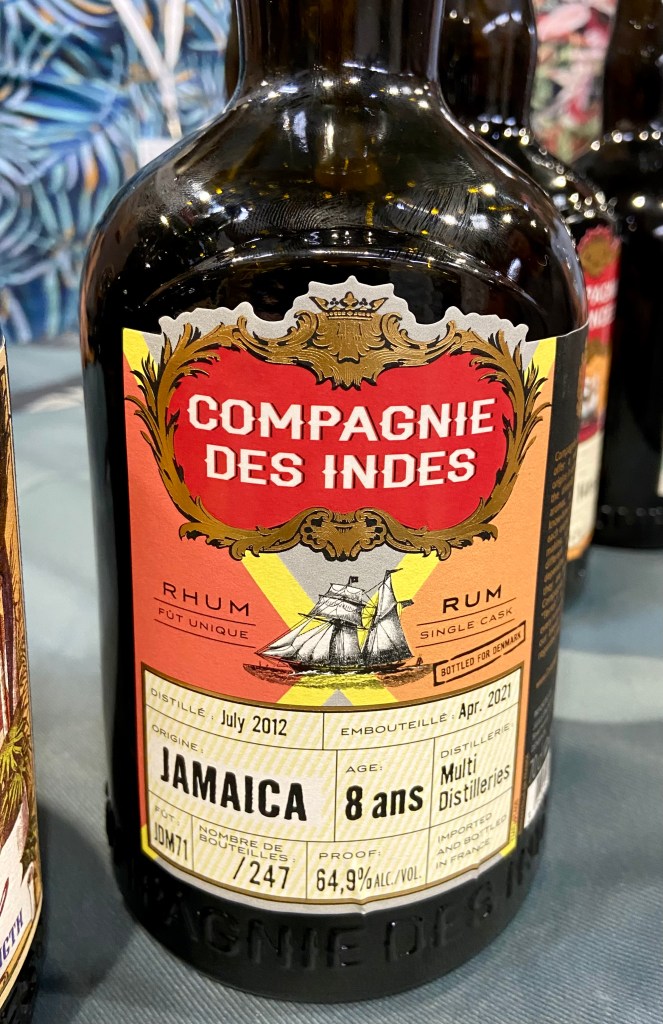 COMPAGNIE
DES INDES
RHUM
FÛT UNIQUE
RUM
SINGLE CASK
BOTTLED FOR DENMARK
DISTILLÉ : July 2012
EMBOUTEILLÉ : Apr. 2021
ORIGINE:
JAMAICA
AGE:
8 ans
DISTILLERIE:
Multi
Distilleries
FÛT:
JDM71
NOMBRE DE
BOUTEILLES:
/247
PROOF:
64,9% ALC./VOL.
IMPORTED
AND BOTTLED
IN FRANCE
PAGNIE DES IN